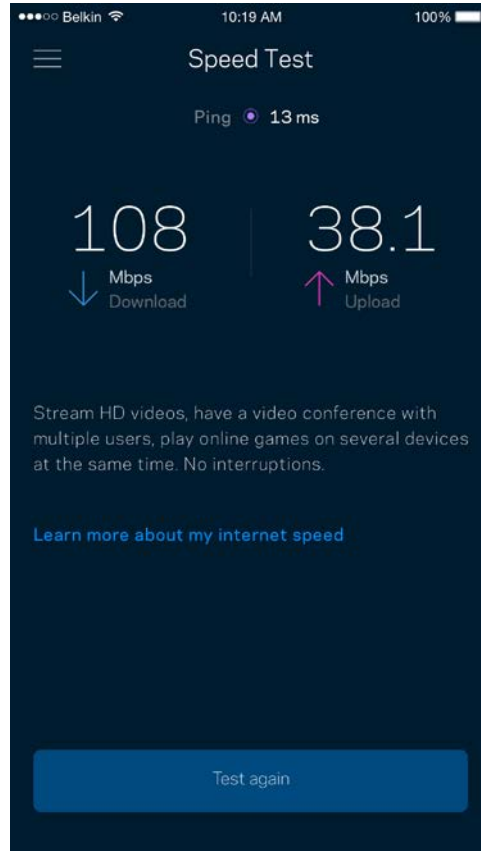 Belkin 10:19 AM 100%
Speed Test
Ping 13 ms
108 38.1
Mbps Mbps
Download Upload
Stream HD videos, have a video conference with
multiple users, play online games on several devices
at the same time. No interruptions.
Learn more about my internet speed
Test again